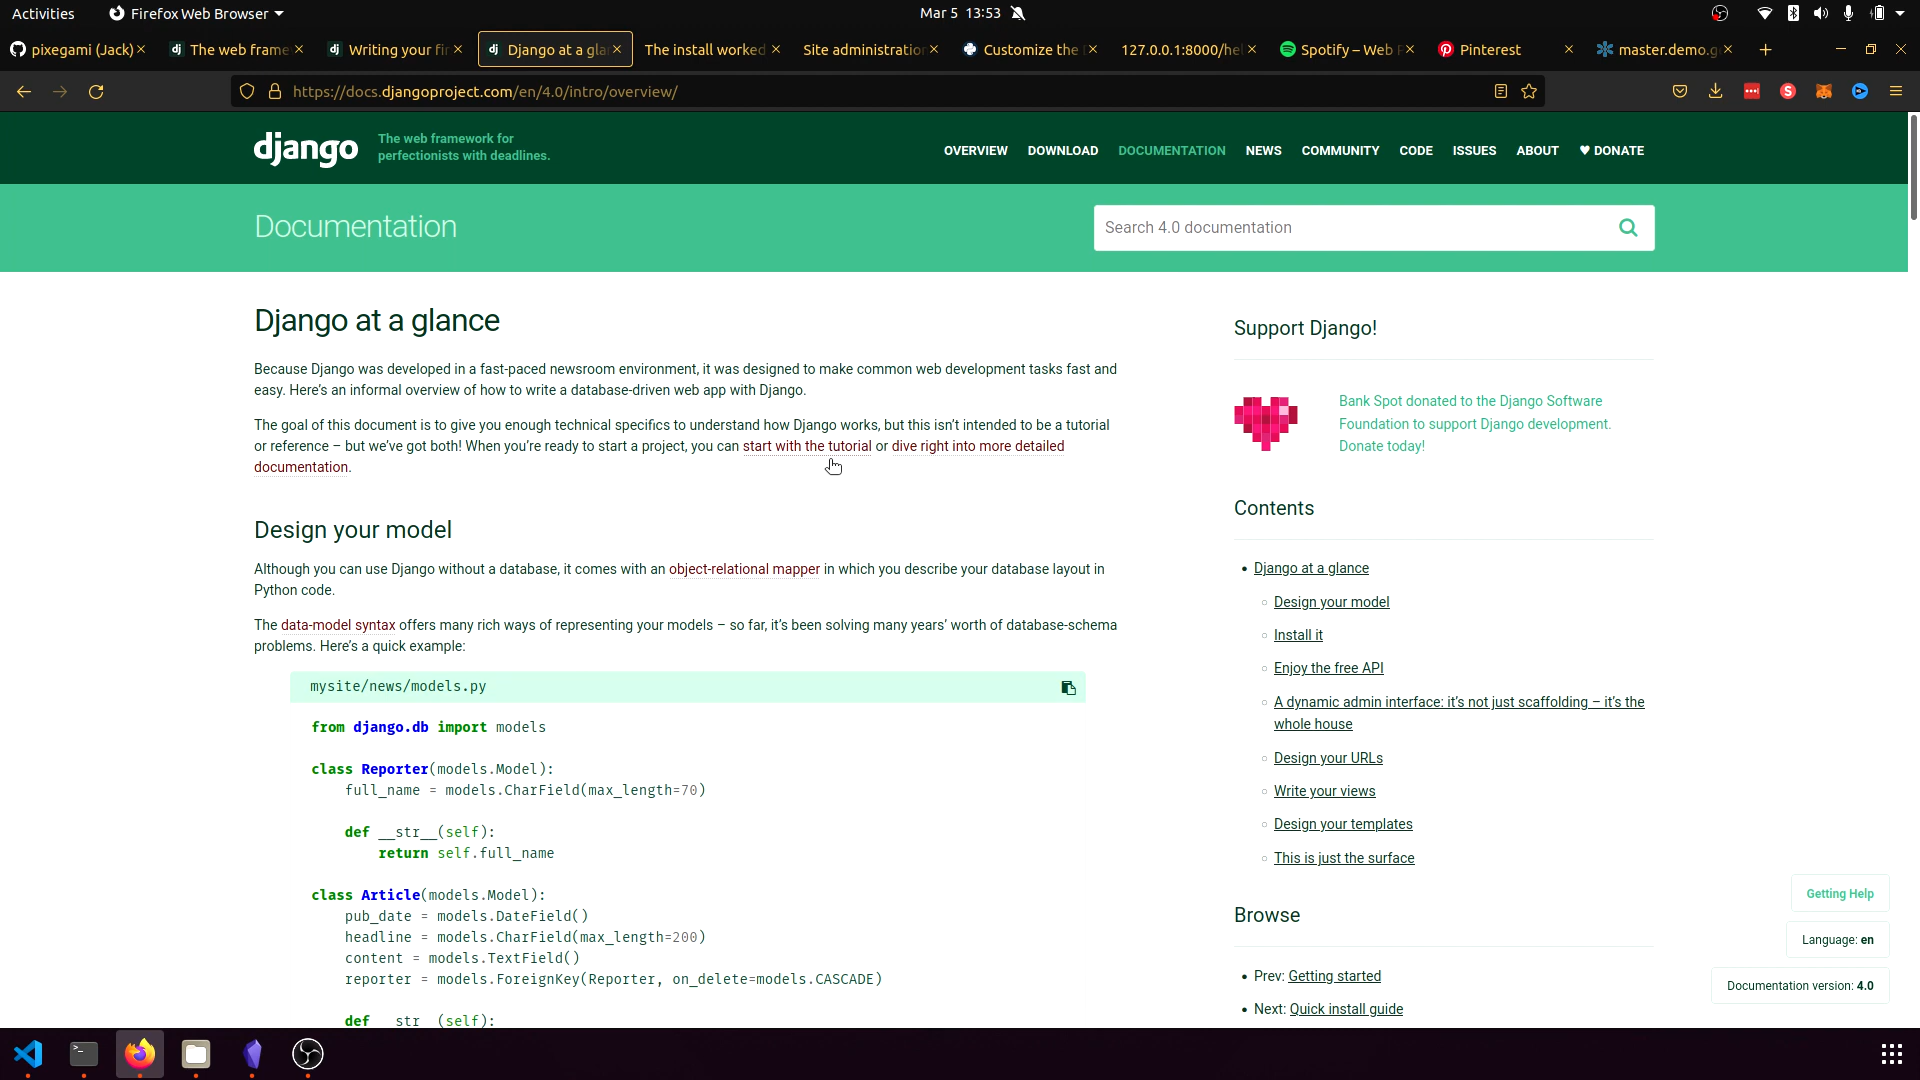 Activities
Firefox Web Browser
Mar 5 13:53
pixegami (Jack)
The web frame
Writing your fir
Django at a gla
The install worked
Site administratio
Customize the
127.0.0.1:8000/hel
Spotify – Web P
Pinterest
master.demo.g
https://docs.djangoproject.com/en/4.0/intro/overview/
django
The web framework for
perfectionists with deadlines.
OVERVIEW
DOWNLOAD
DOCUMENTATION
NEWS
COMMUNITY
CODE
ISSUES
ABOUT
♥ DONATE
Documentation
Search 4.0 documentation
Django at a glance
Because Django was developed in a fast-paced newsroom environment, it was designed to make common web development tasks fast and
easy. Here’s an informal overview of how to write a database-driven web app with Django.
The goal of this document is to give you enough technical specifics to understand how Django works, but this isn’t intended to be a tutorial
or reference – but we’ve got both! When you’re ready to start a project, you can start with the tutorial or dive right into more detailed
documentation.
Design your model
Although you can use Django without a database, it comes with an object-relational mapper in which you describe your database layout in
Python code.
The data-model syntax offers many rich ways of representing your models – so far, it’s been solving many years’ worth of database-schema
problems. Here’s a quick example:
mysite/news/models.py
from django.db import models
class Reporter(models.Model):
    full_name = models.CharField(max_length=70)
    def __str__(self):
        return self.full_name
class Article(models.Model):
    pub_date = models.DateField()
    headline = models.CharField(max_length=200)
    content = models.TextField()
    reporter = models.ForeignKey(Reporter, on_delete=models.CASCADE)
    def __str__(self):
Support Django!
Bank Spot donated to the Django Software
Foundation to support Django development.
Donate today!
Contents
Django at a glance
Design your model
Install it
Enjoy the free API
A dynamic admin interface: it’s not just scaffolding – it’s the
whole house
Design your URLs
Write your views
Design your templates
This is just the surface
Browse
Prev: Getting started
Next: Quick install guide
Getting Help
Language: en
Documentation version: 4.0